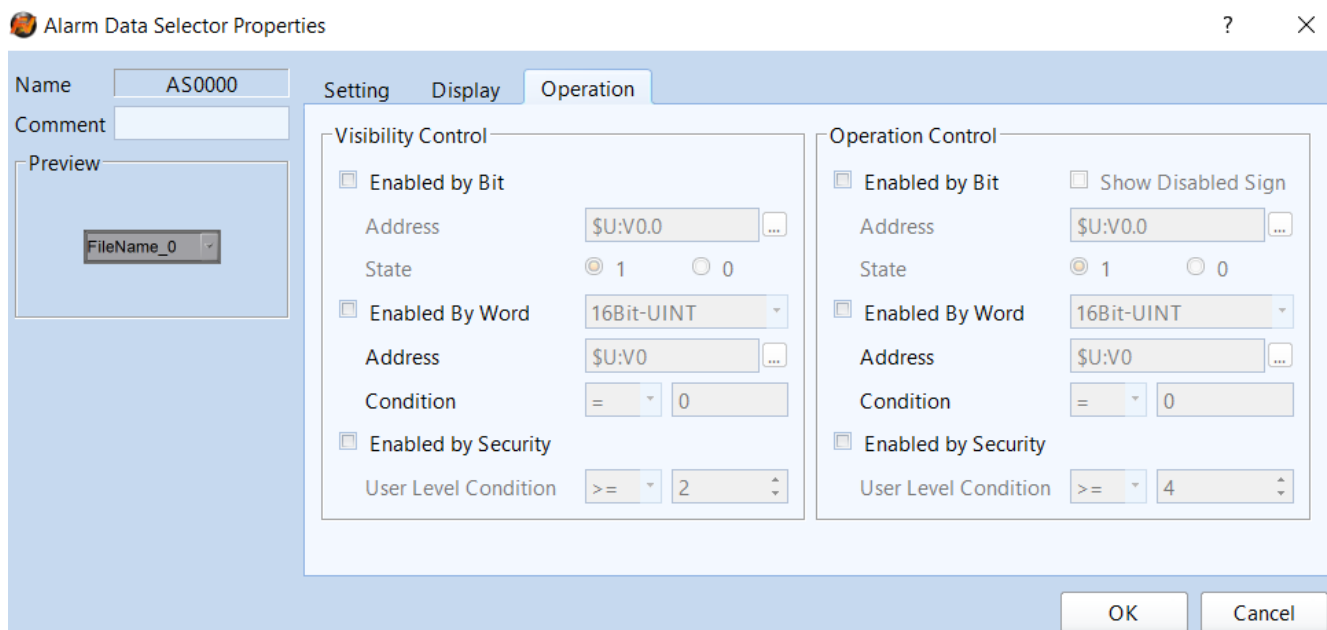 Alarm Data Selector Properties ? ×
Name AS0000
Comment
Preview
FileName_0
Setting Display Operation
Visibility Control
Enabled by Bit
Address $U:V0.0 ...
State 1 0
Enabled By Word 16Bit-UINT
Address $U:V0 ...
Condition = 0
Enabled by Security
User Level Condition >= 2
Operation Control
Enabled by Bit Show Disabled Sign
Address $U:V0.0 ...
State 1 0
Enabled By Word 16Bit-UINT
Address $U:V0 ...
Condition = 0
Enabled by Security
User Level Condition >= 4
OK Cancel